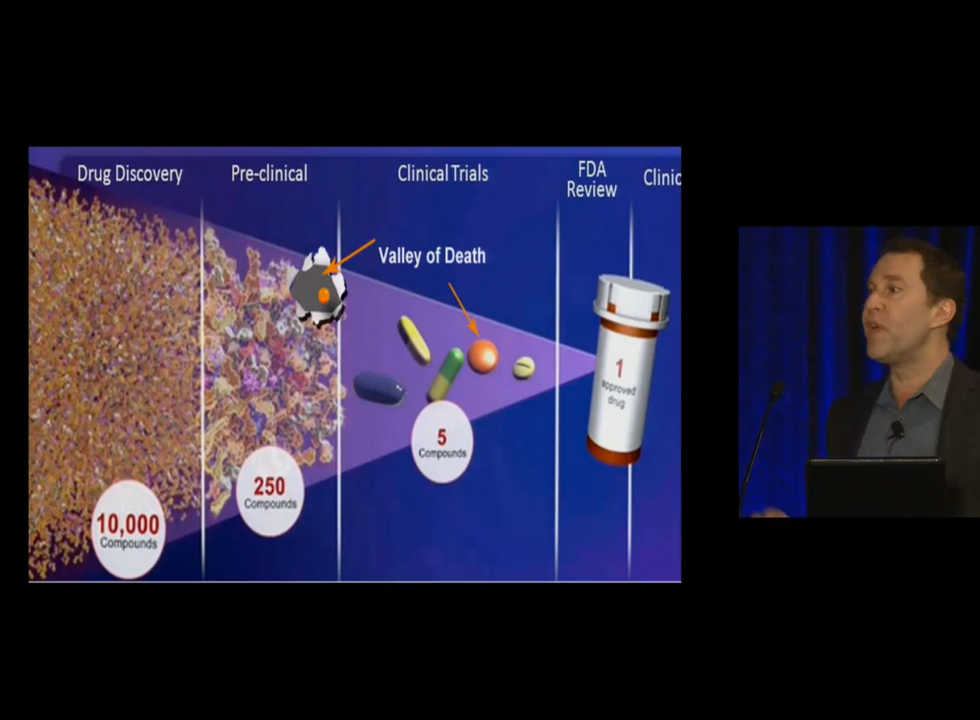 Drug Discovery
Pre-clinical
Clinical Trials
FDA
Review
Clinic
Valley of Death
10,000
Compounds
250
Compounds
5
Compounds
1
approved
drug